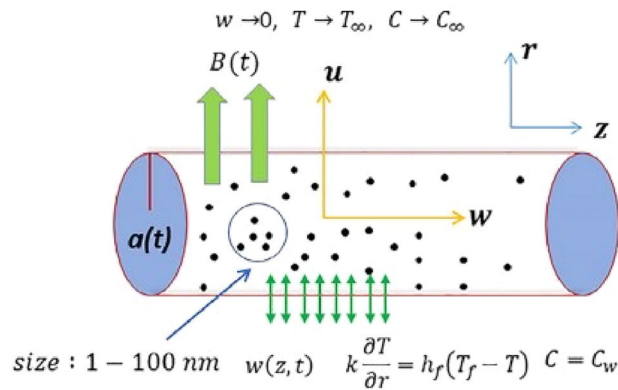 w → 0, T → T∞, C → C∞
B(t)
u
r
z
a(t)
w
size : 1 − 100 nm w(z, t) k ∂T/∂r = h_f(T_f − T) C = C_w